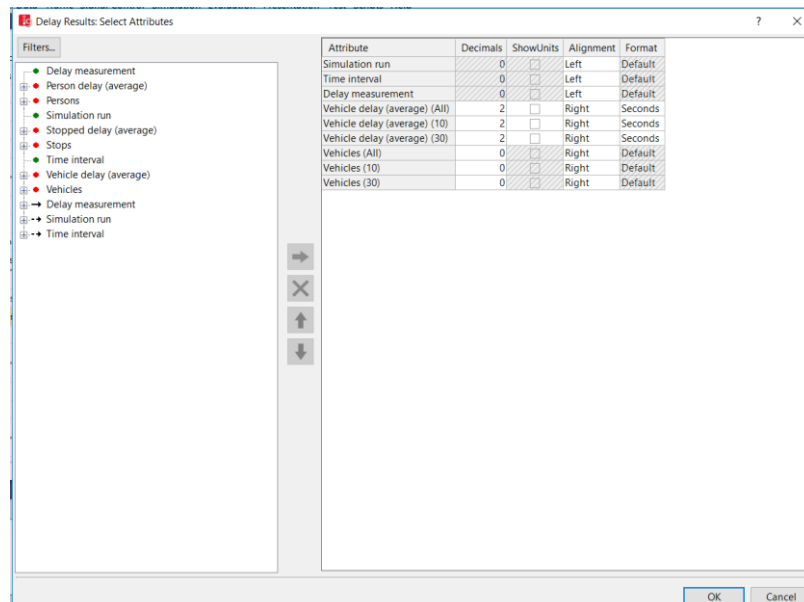 Delay Results: Select Attributes ? ×
Filters...
Delay measurement
Person delay (average)
Persons
Simulation run
Stopped delay (average)
Stops
Time interval
Vehicle delay (average)
Vehicles
Delay measurement
Simulation run
Time interval
Attribute Decimals ShowUnits Alignment Format
Simulation run 0 Left Default
Time interval 0 Left Default
Delay measurement 0 Left Default
Vehicle delay (average) (All) 2 Right Seconds
Vehicle delay (average) (10) 2 Right Seconds
Vehicle delay (average) (30) 2 Right Seconds
Vehicles (All) 0 Right Default
Vehicles (10) 0 Right Default
Vehicles (30) 0 Right Default
OK Cancel